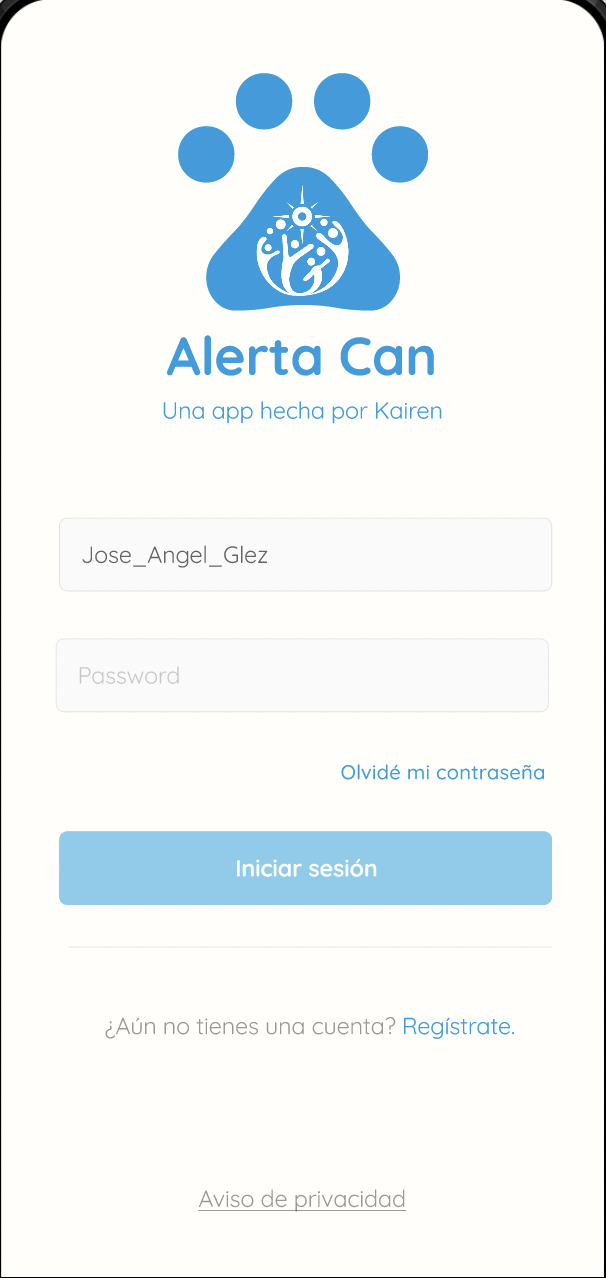 Alerta Can
Una app hecha por Kairen
Jose_Angel_Glez
Password
Olvidé mi contraseña
Iniciar sesión
¿Aún no tienes una cuenta? Regístrate.
Aviso de privacidad